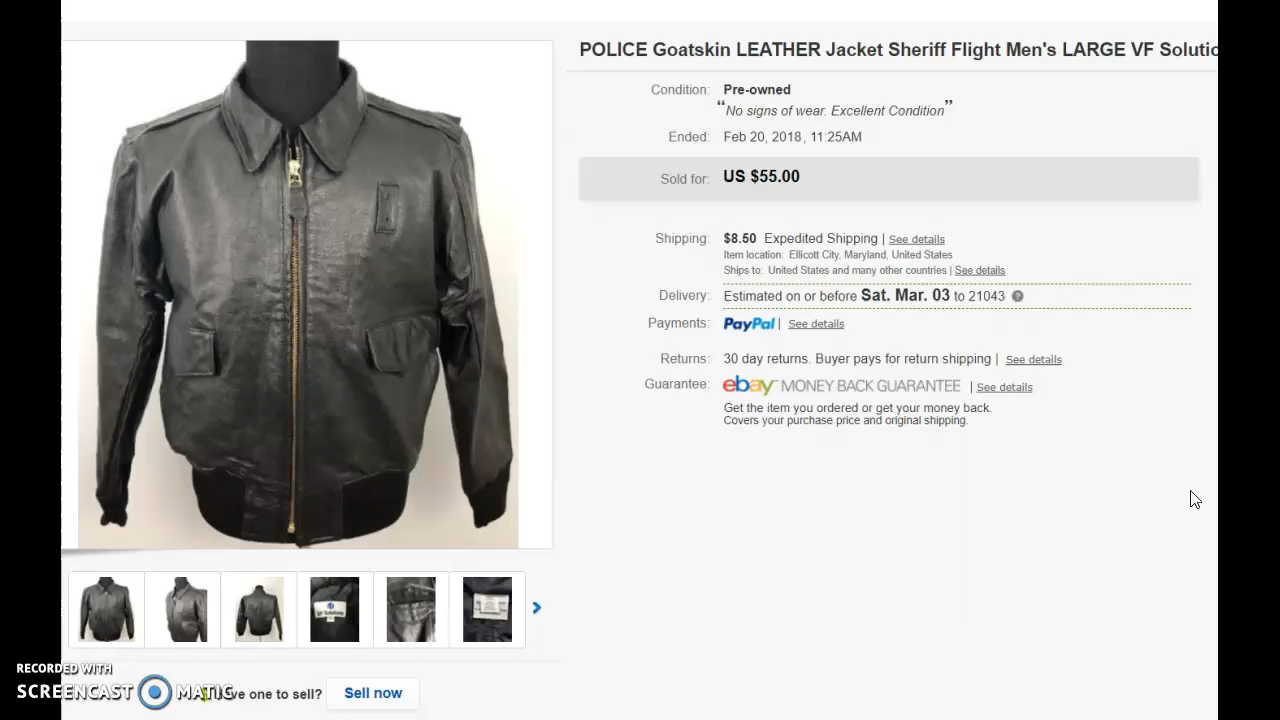 POLICE Goatskin LEATHER Jacket Sheriff Flight Men's LARGE VF Solutio
Condition: Pre-owned
“No signs of wear. Excellent Condition”
Ended: Feb 20, 2018 , 11:25AM
Sold for: US $55.00
Shipping: $8.50 Expedited Shipping | See details
Item location: Ellicott City, Maryland, United States
Ships to: United States and many other countries | See details
Delivery: Estimated on or before Sat. Mar. 03 to 21043 ?
Payments: PayPal | See details
Returns: 30 day returns. Buyer pays for return shipping | See details
Guarantee: ebay MONEY BACK GUARANTEE | See details
Get the item you ordered or get your money back.
Covers your purchase price and original shipping.
RECORDED WITH
SCREENCAST MATIC
ve one to sell? Sell now